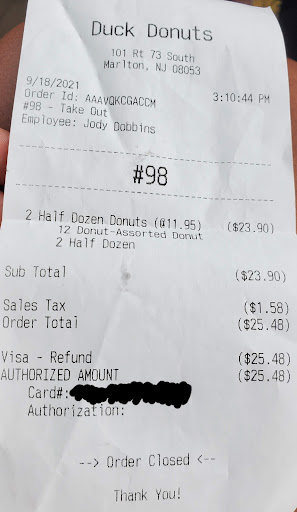 Duck Donuts
101 Rt 73 South
Marlton, NJ 08053
9/18/2021 3:10:44 PM
Order Id: AAAVQKCGACCM
#98 - Take Out
Employee: Jody Dobbins
#98
2 Half Dozen Donuts (@11.95) ($23.90)
12 Donut-Assorted Donut
2 Half Dozen
Sub Total ($23.90)
Sales Tax ($1.58)
Order Total ($25.48)
Visa - Refund ($25.48)
AUTHORIZED AMOUNT ($25.48)
Card#:
Authorization:
--> Order Closed <--
Thank You!